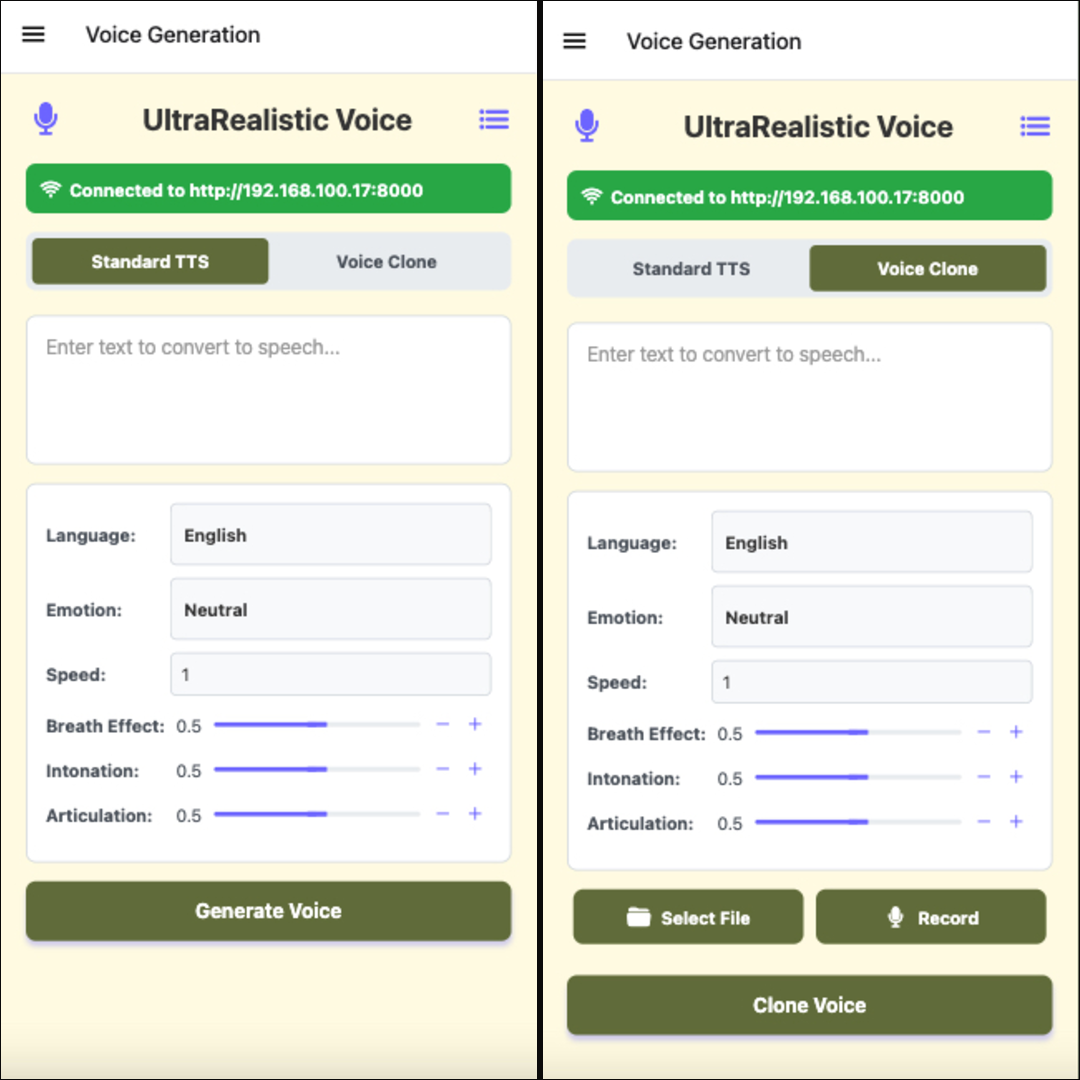 Voice Generation
UltraRealistic Voice
Connected to http://192.168.100.17:8000
Standard TTS Voice Clone
Enter text to convert to speech...
Language: English
Emotion: Neutral
Speed: 1
Breath Effect: 0.5 − +
Intonation: 0.5 − +
Articulation: 0.5 − +
Generate Voice
Voice Generation
UltraRealistic Voice
Connected to http://192.168.100.17:8000
Standard TTS Voice Clone
Enter text to convert to speech...
Language: English
Emotion: Neutral
Speed: 1
Breath Effect: 0.5 − +
Intonation: 0.5 − +
Articulation: 0.5 − +
Select File Record
Clone Voice